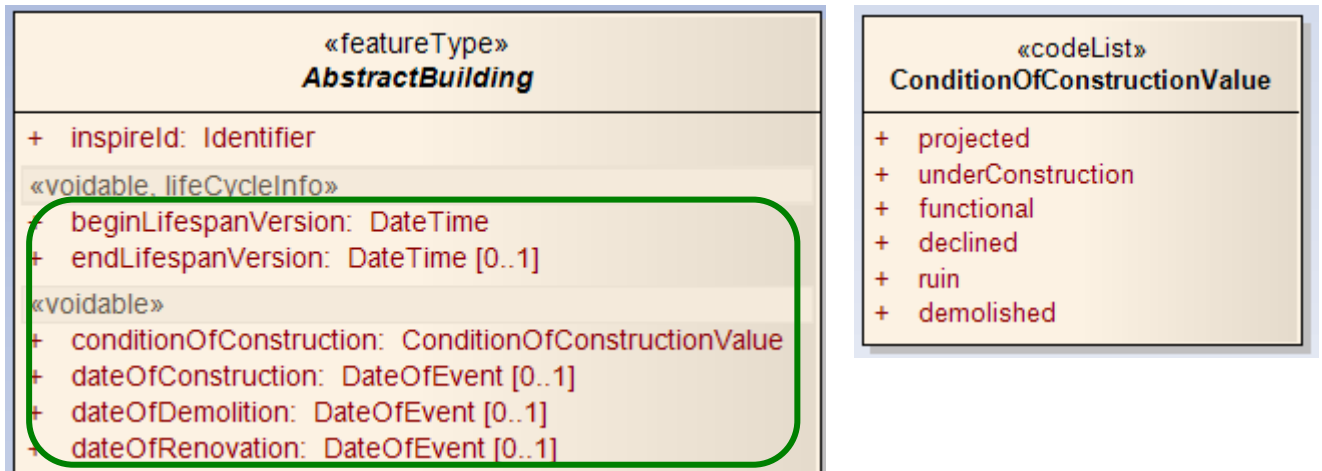 «featureType»
AbstractBuilding
+ inspireId: Identifier
«voidable, lifeCycleInfo»
+ beginLifespanVersion: DateTime
+ endLifespanVersion: DateTime [0..1]
«voidable»
+ conditionOfConstruction: ConditionOfConstructionValue
+ dateOfConstruction: DateOfEvent [0..1]
+ dateOfDemolition: DateOfEvent [0..1]
+ dateOfRenovation: DateOfEvent [0..1]
«codeList»
ConditionOfConstructionValue
+ projected
+ underConstruction
+ functional
+ declined
+ ruin
+ demolished